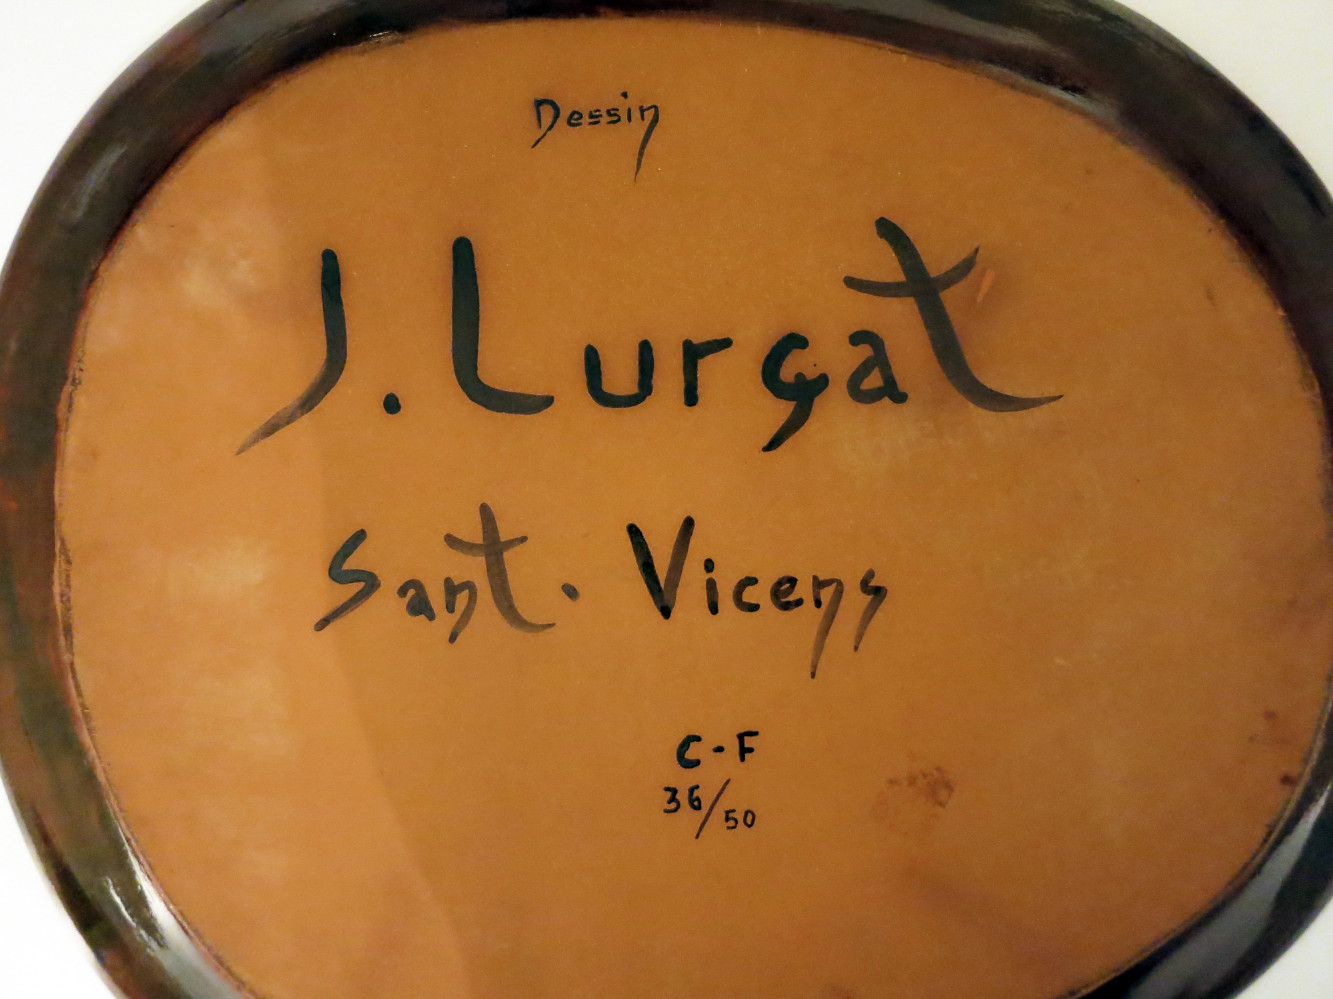 Dessin
J. Lurçat
Sant. Vicens
C-F
36/50